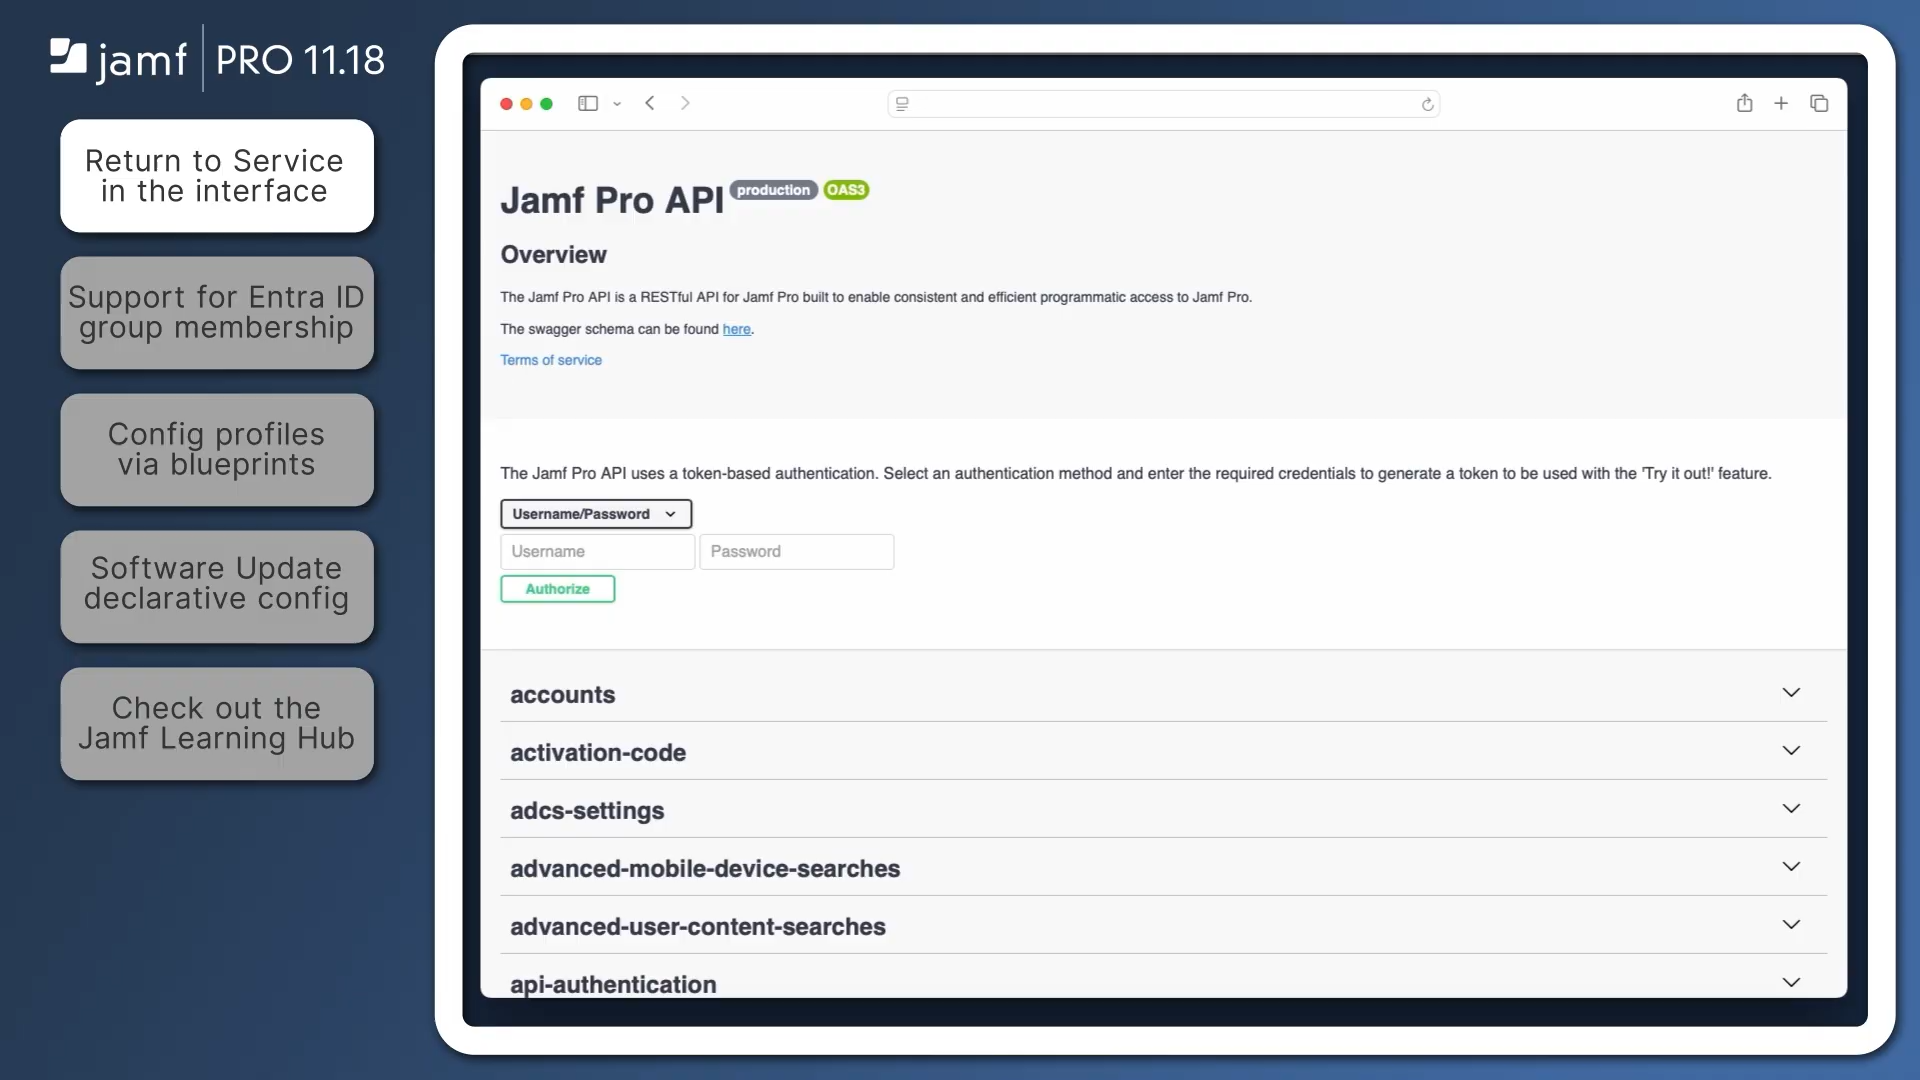 jamf PRO 11.18
Return to Service
in the interface
Support for Entra ID
group membership
Config profiles
via blueprints
Software Update
declarative config
Check out the
Jamf Learning Hub
Jamf Pro API production OAS3
Overview
The Jamf Pro API is a RESTful API for Jamf Pro built to enable consistent and efficient programmatic access to Jamf Pro.
The swagger schema can be found here.
Terms of service
The Jamf Pro API uses a token-based authentication. Select an authentication method and enter the required credentials to generate a token to be used with the 'Try it out!' feature.
Username/Password
Username Password
Authorize
accounts
activation-code
adcs-settings
advanced-mobile-device-searches
advanced-user-content-searches
api-authentication